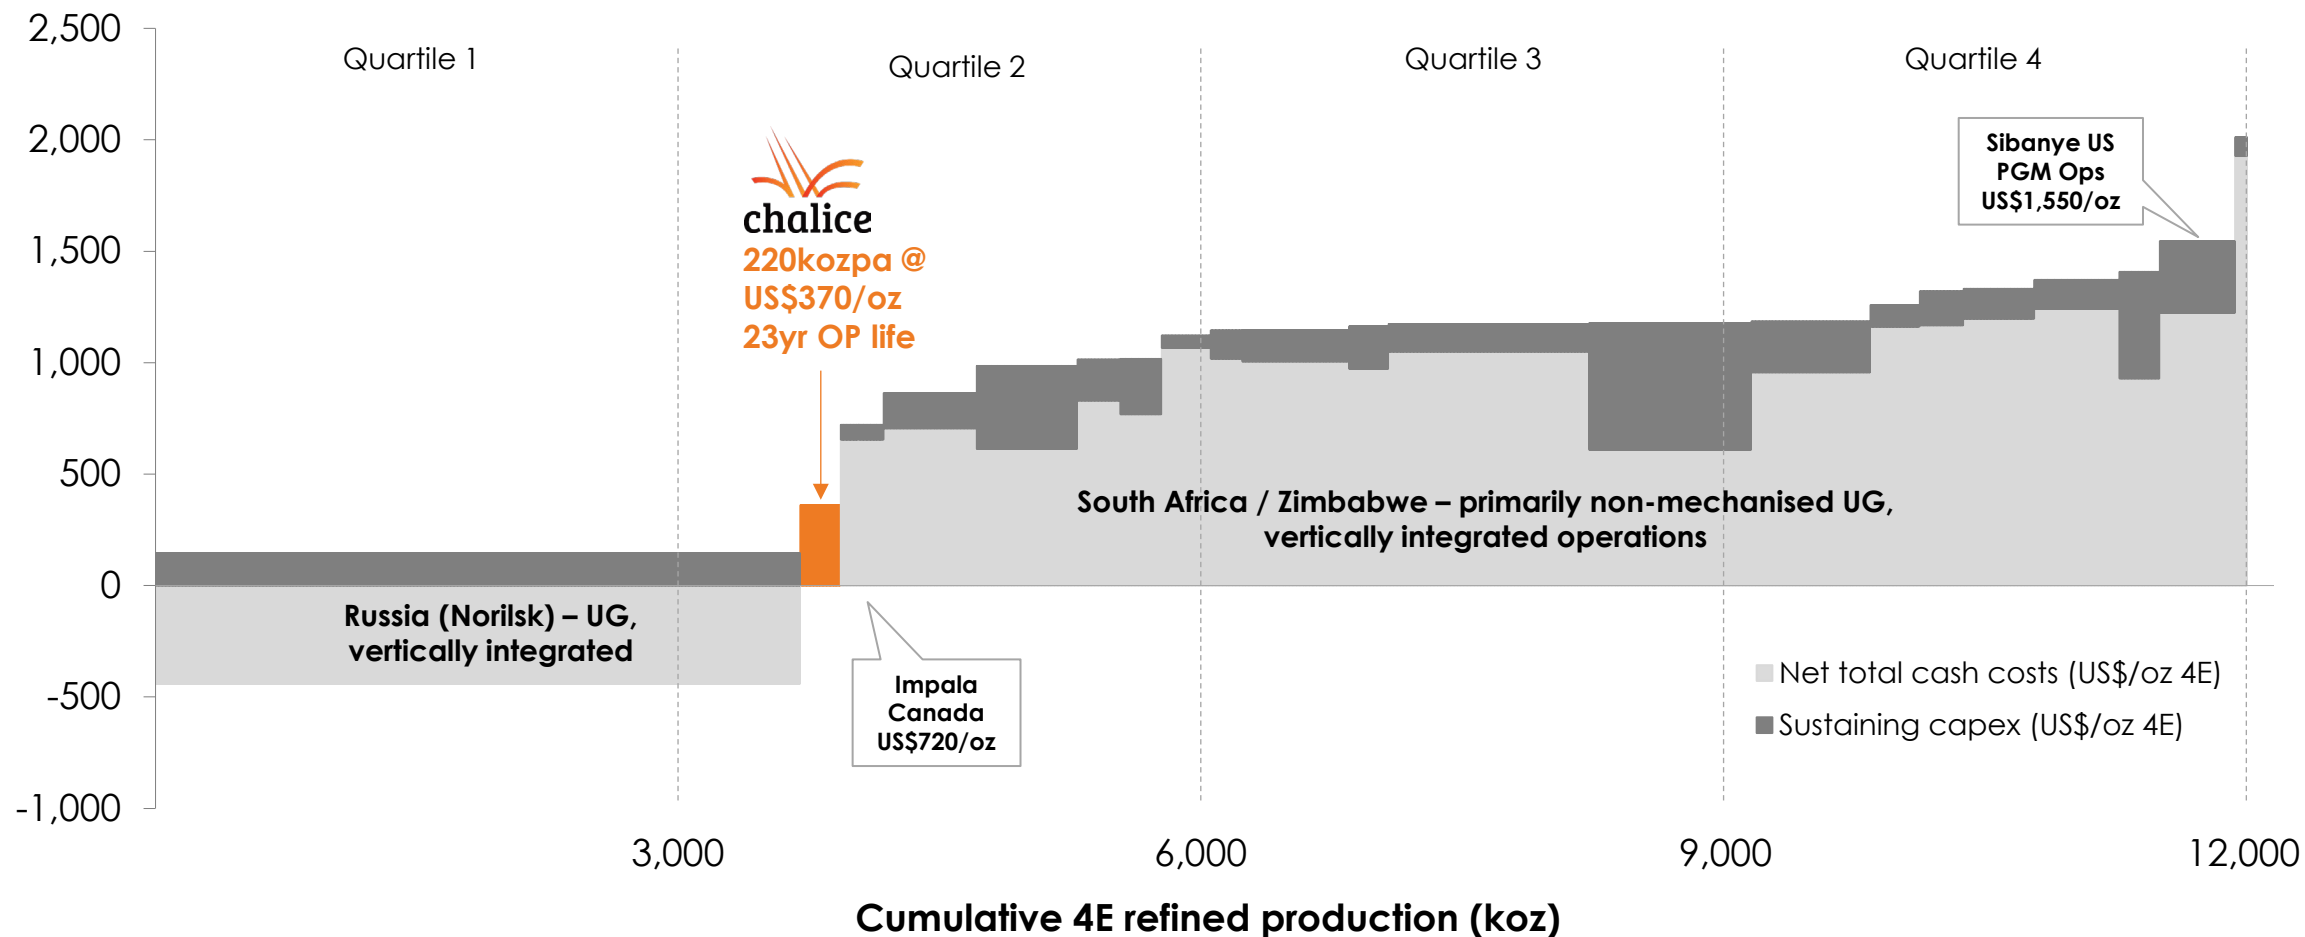 2,500
2,000
1,500
1,000
500
0
-500
-1,000
Quartile 1
Quartile 2
Quartile 3
Quartile 4
chalice
220kozpa @
US$370/oz
23yr OP life
Sibanye US
PGM Ops
US$1,550/oz
South Africa / Zimbabwe – primarily non-mechanised UG,
vertically integrated operations
Russia (Norilsk) – UG,
vertically integrated
Impala
Canada
US$720/oz
Net total cash costs (US$/oz 4E)
Sustaining capex (US$/oz 4E)
3,000
6,000
9,000
12,000
Cumulative 4E refined production (koz)